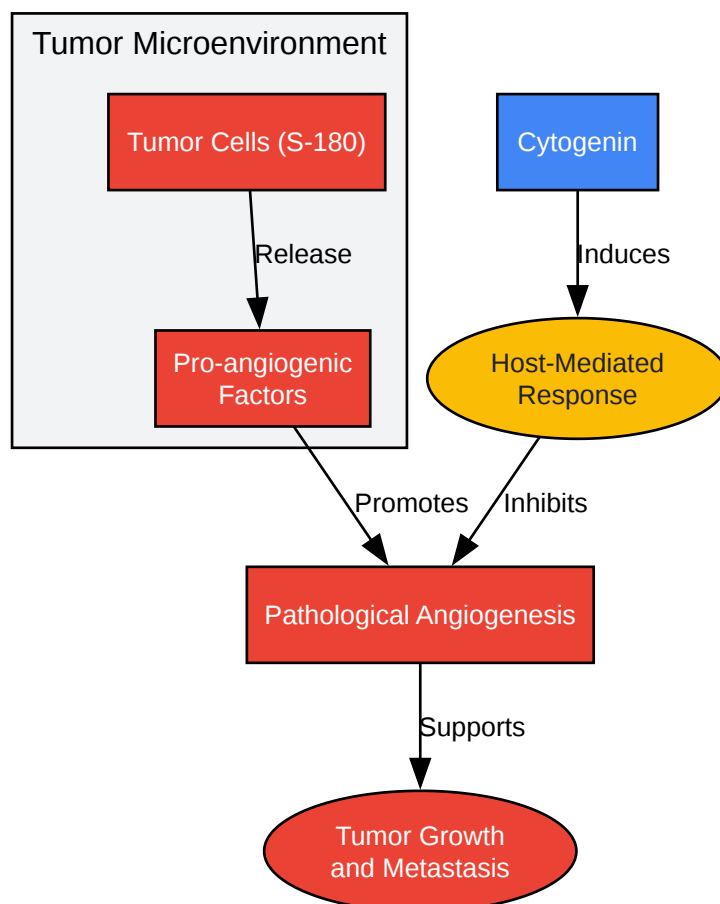 Tumor Microenvironment
Tumor Cells (S-180)
Cytogenin
Release
Induces
Pro-angiogenic
Factors
Host-Mediated
Response
Promotes
Inhibits
Pathological Angiogenesis
Supports
Tumor Growth
and Metastasis